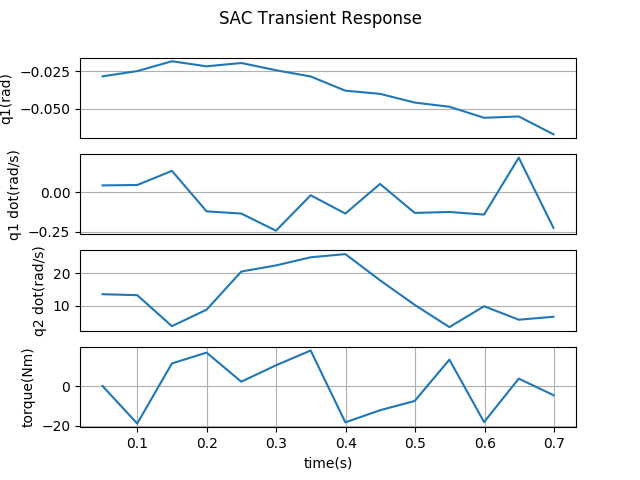 SAC Transient Response
q1(rad)
−0.025
−0.050
q1 dot(rad/s)
0.00
−0.25
q2 dot(rad/s)
20
10
torque(Nm)
0
−20
0.1 0.2 0.3 0.4 0.5 0.6 0.7
time(s)